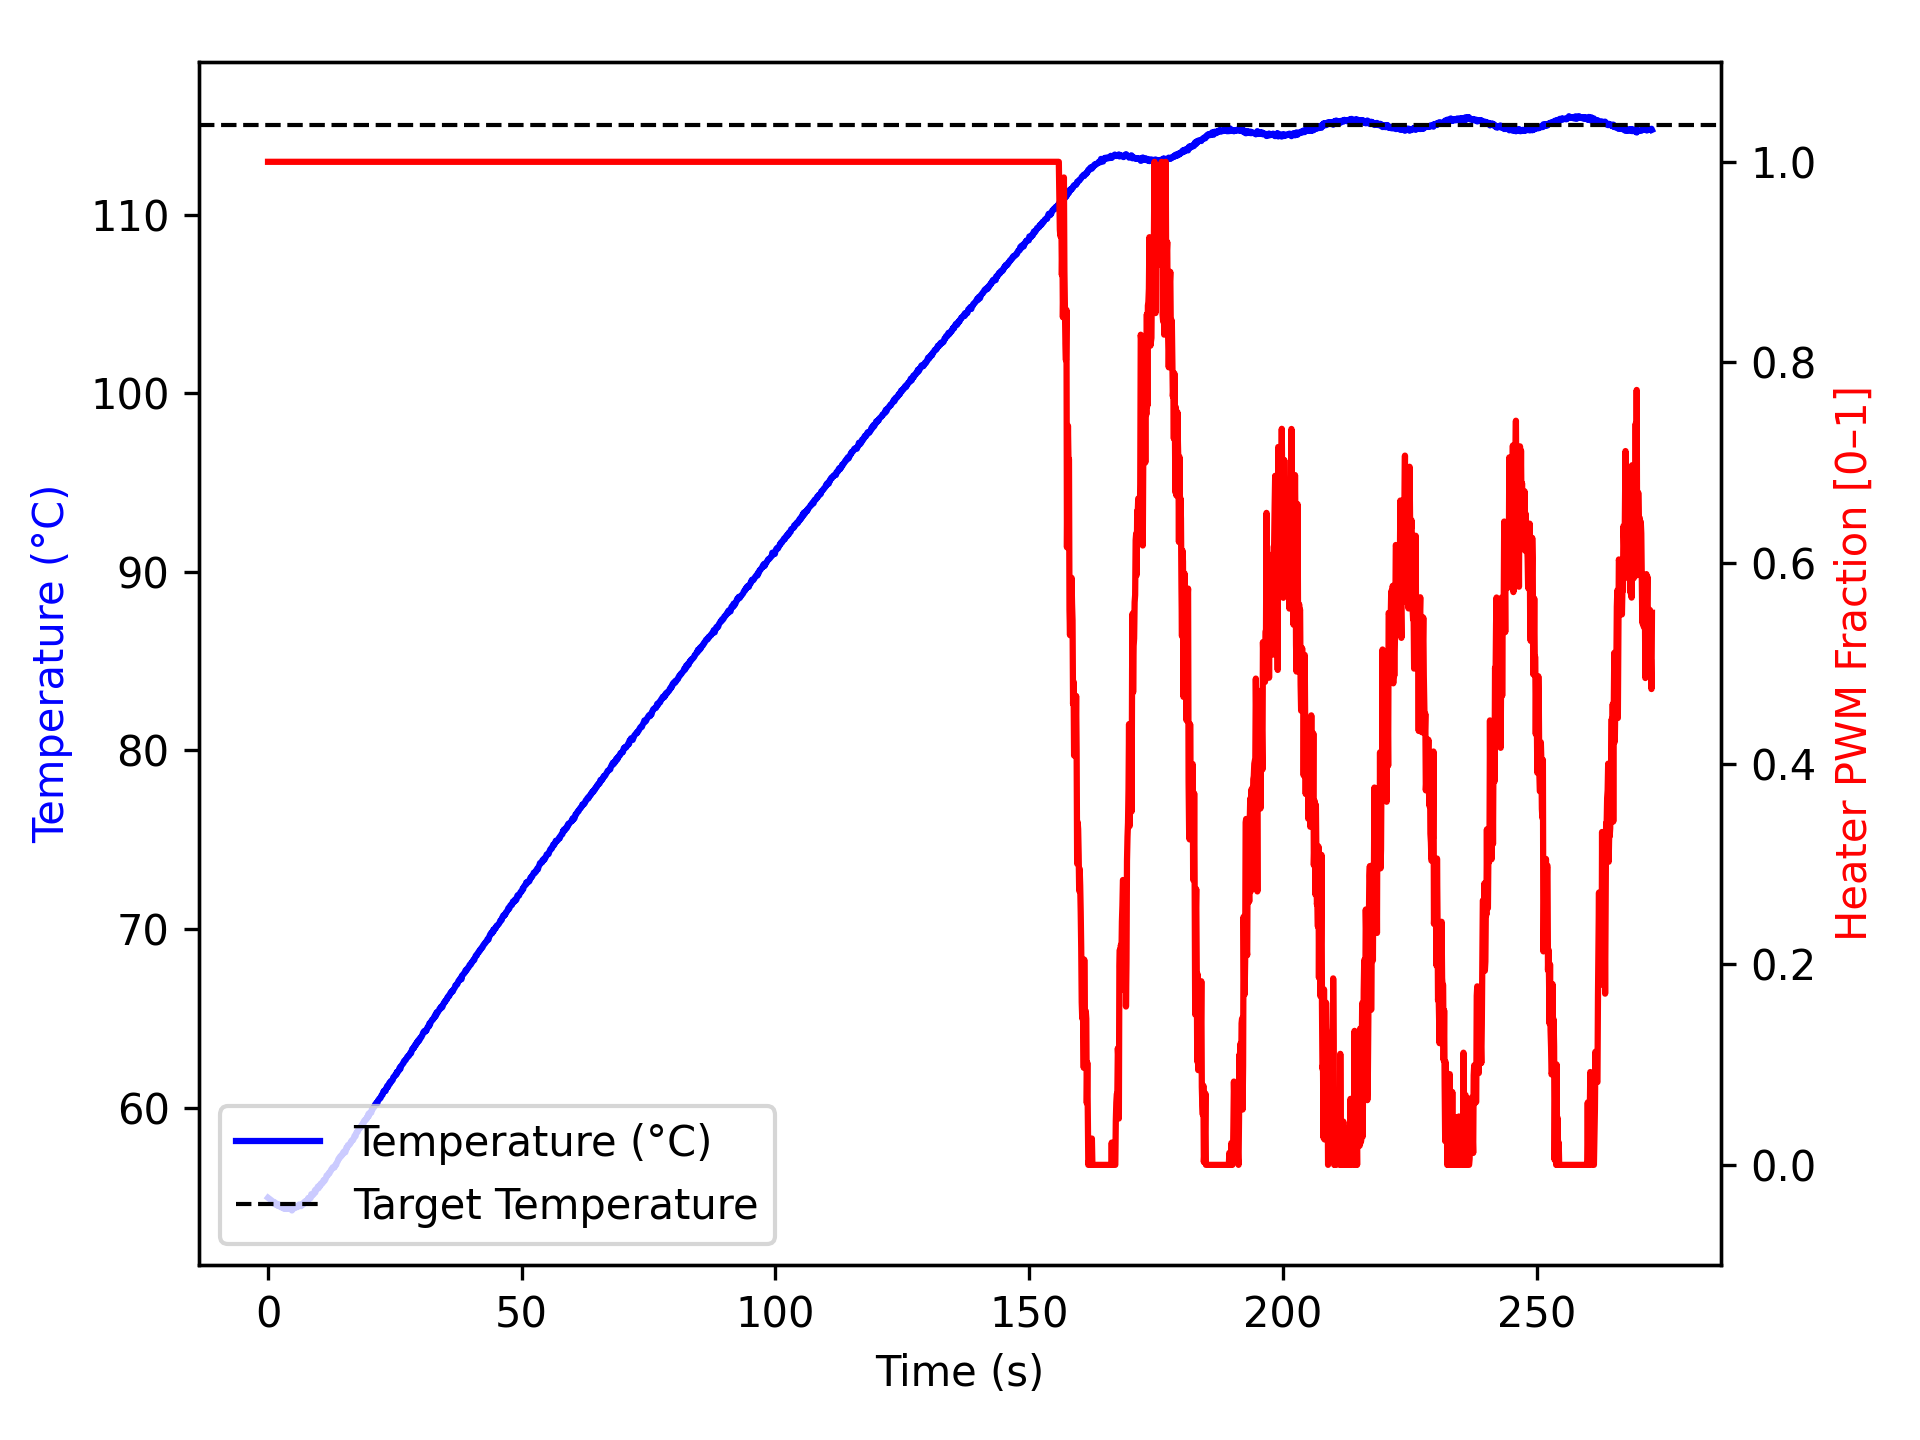 Temperature (°C)
110
100
90
80
70
60
1.0
0.8
0.6
0.4
0.2
0.0
Heater PWM Fraction [0–1]
Temperature (°C)
Target Temperature
0 50 100 150 200 250
Time (s)